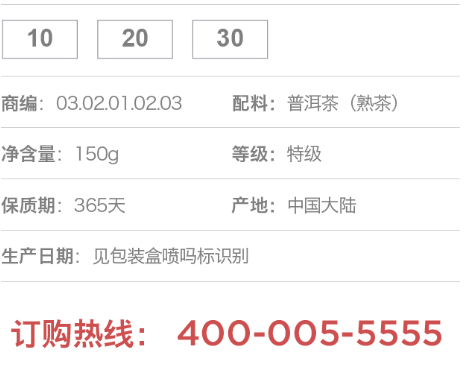 10 20 30
商编：03.02.01.02.03 配料：普洱茶（熟茶）
净含量：150g 等级：特级
保质期：365天 产地：中国大陆
生产日期：见包装盒喷吗标识别
订购热线： 400-005-5555